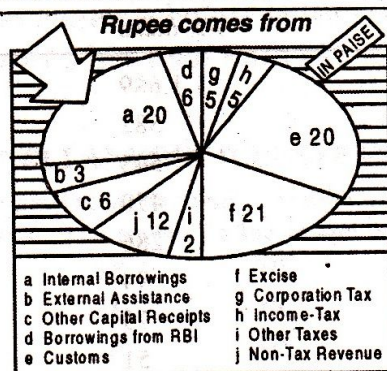 Rupee comes from
IN PAISE
d 6
g 5
h 5
a 20
e 20
b 3
c 6
j 12
i 2
f 21
a Internal Borrowings
b External Assistance
c Other Capital Receipts
d Borrowings from RBI
e Customs
f Excise
g Corporation Tax
h Income-Tax
i Other Taxes
j Non-Tax Revenue